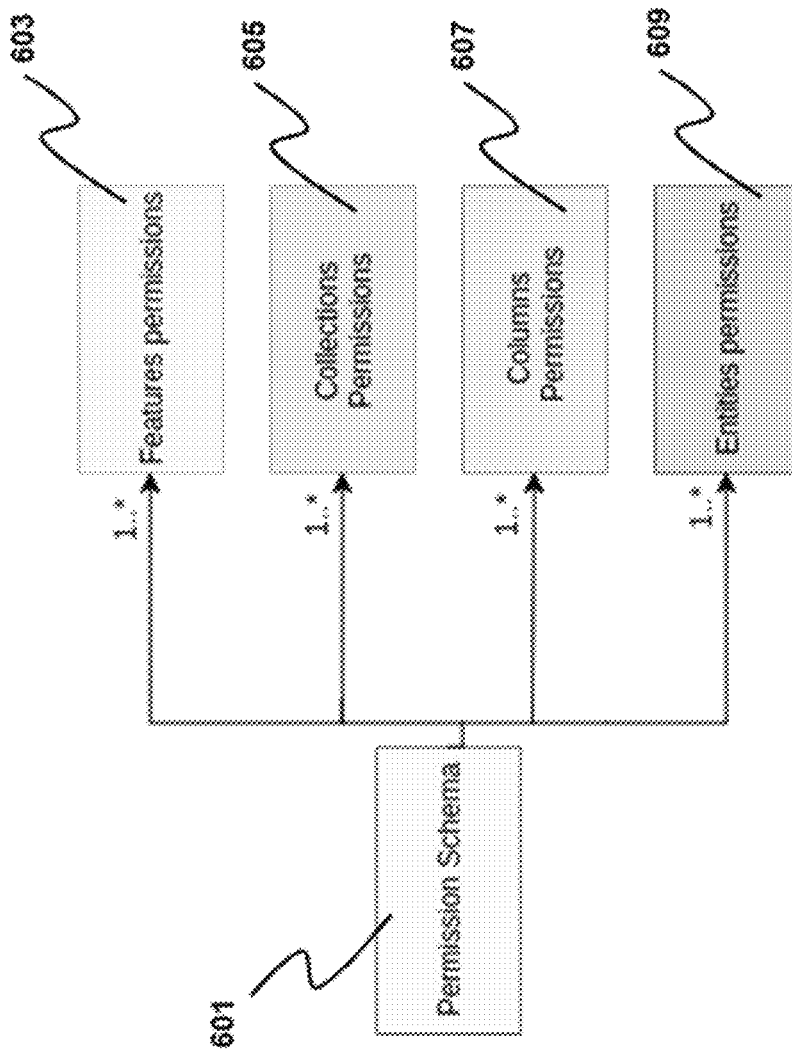 603
605
607
609
Features permissions
Collections
Permissions
Columns
Permissions
Entities permissions
1..*
1..*
1..*
1..*
Permission Schema
601